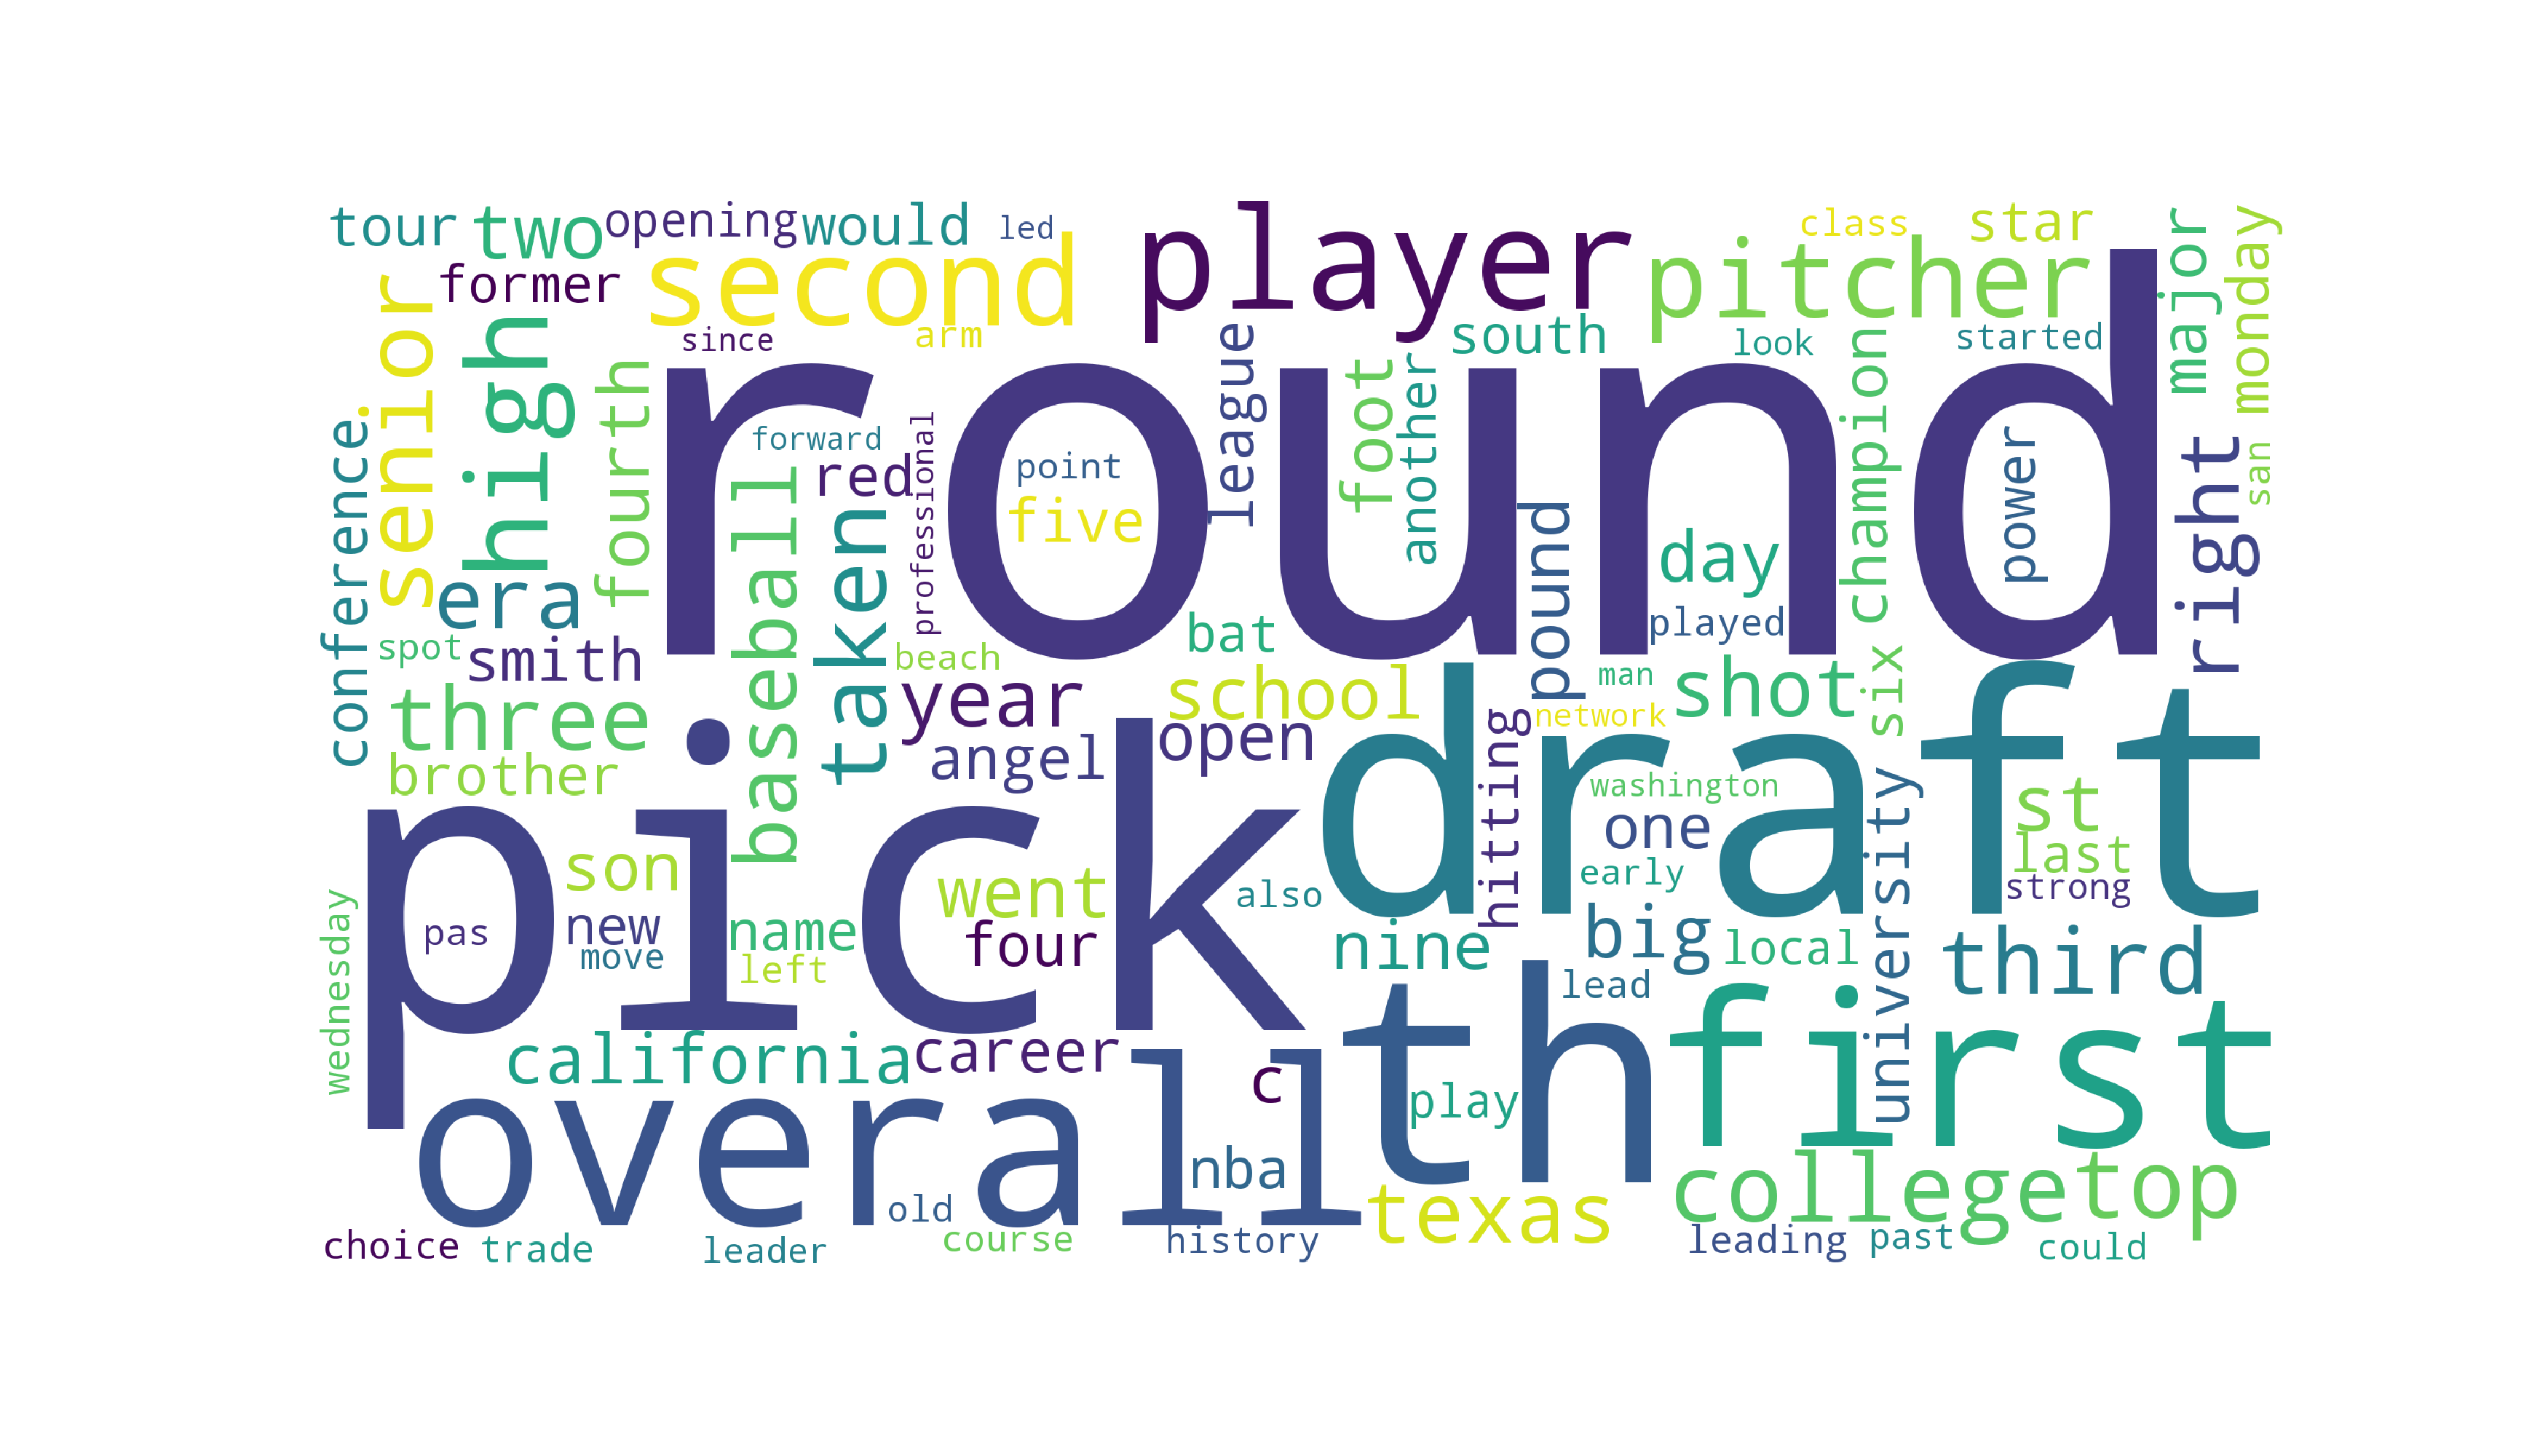 tour
two
opening
would
led
player
class
star
major
monday
former
second
pitcher
senior
high
since
arm
league
south
look
started
round
fourth
foot
another
champion
conference
forward
professional
red
point
five
baseball
taken
power
right
san
pound
day
era
played
bat
spot
smith
beach
year
school
man
shot
six
three
open
network
hitting
draft
brother
angel
washington
university
one
st
last
pick
son
went
also
early
strong
wednesday
pas
new
name
four
nine
big
local
third
move
left
lead
th
first
california
career
c
play
overall
nba
college
top
texas
old
choice
trade
leader
course
history
leading
past
could